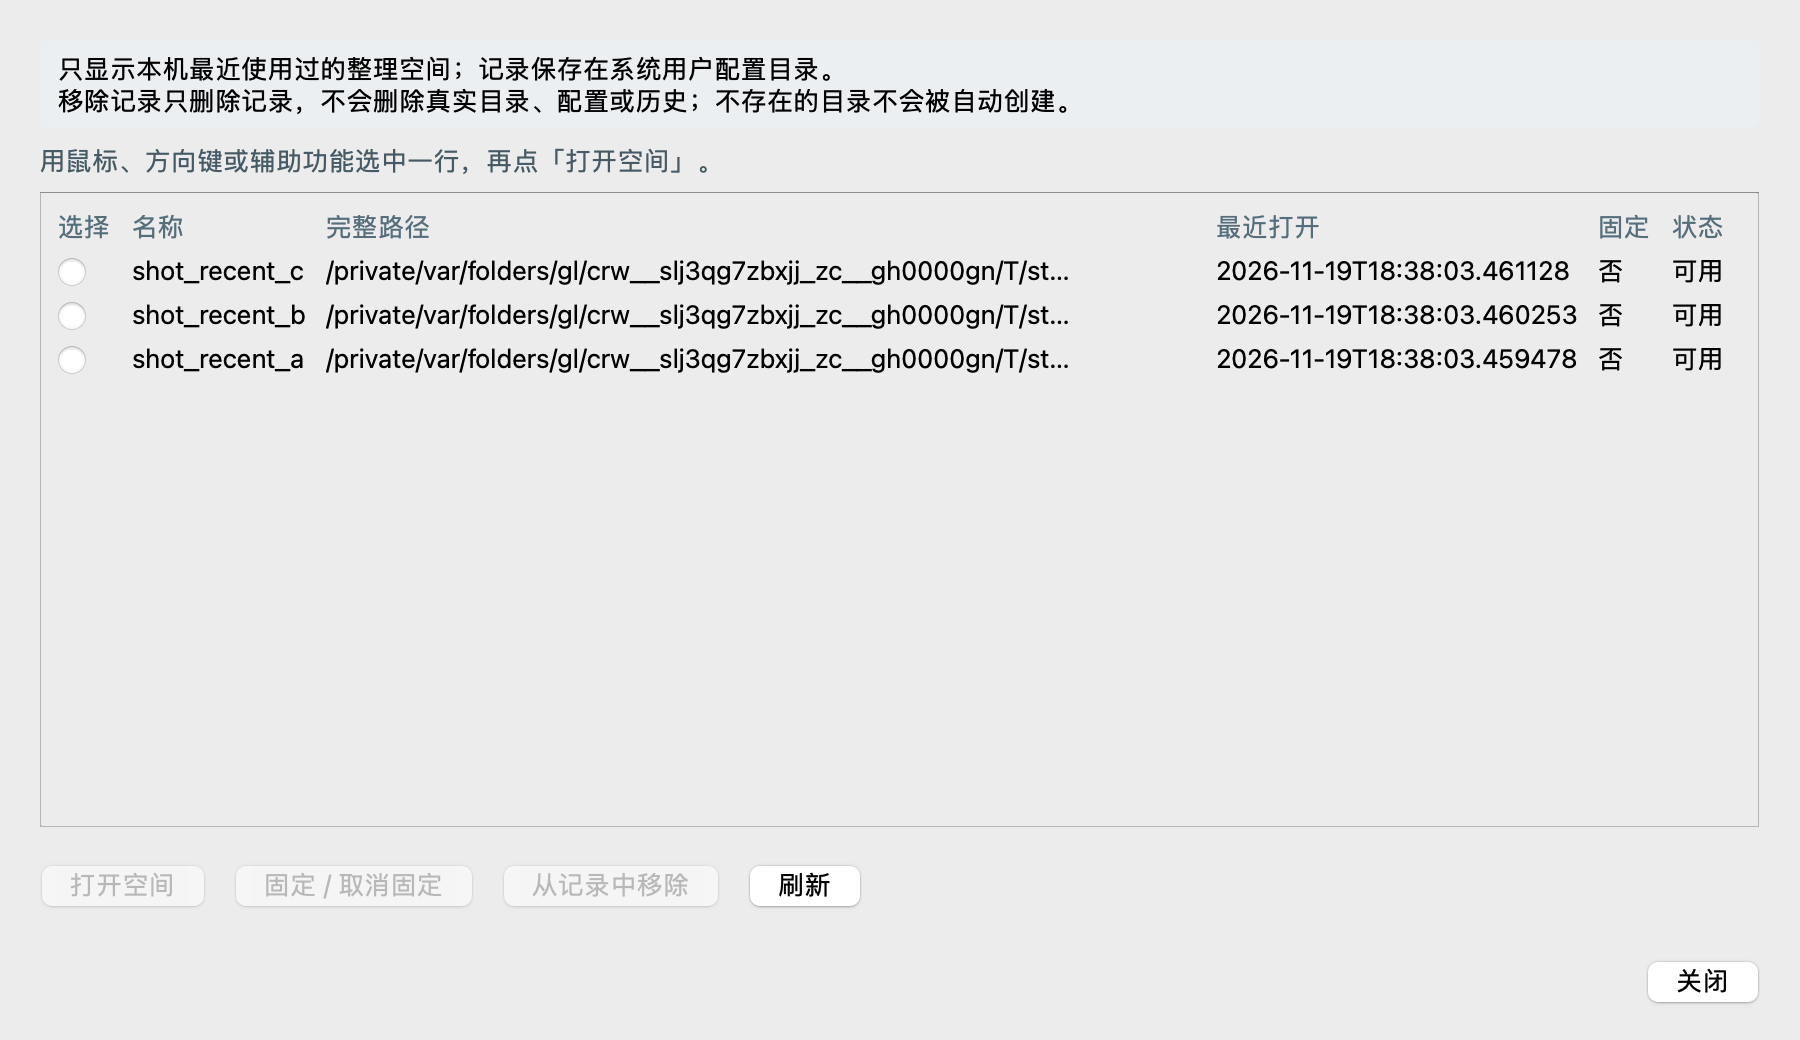 只显示本机最近使用过的整理空间；记录保存在系统用户配置目录。
移除记录只删除记录，不会删除真实目录、配置或历史；不存在的目录不会被自动创建。
用鼠标、方向键或辅助功能选中一行，再点「打开空间」。
选择 名称 完整路径 最近打开 固定 状态
shot_recent_c /private/var/folders/gl/crw__slj3qg7zbxjj_zc__gh0000gn/T/st... 2026-11-19T18:38:03.461128 否 可用
shot_recent_b /private/var/folders/gl/crw__slj3qg7zbxjj_zc__gh0000gn/T/st... 2026-11-19T18:38:03.460253 否 可用
shot_recent_a /private/var/folders/gl/crw__slj3qg7zbxjj_zc__gh0000gn/T/st... 2026-11-19T18:38:03.459478 否 可用
打开空间 固定 / 取消固定 从记录中移除 刷新
关闭